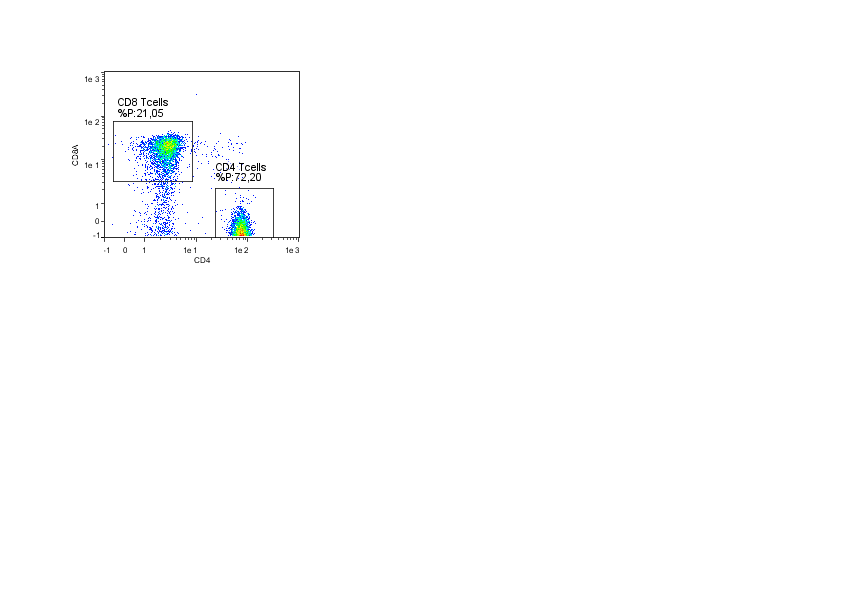 1e 3
CD8 Tcells
%P:21,05
1e 2
CD8A
1e 1
CD4 Tcells
%P:72,20
1
0
-1
-1 0 1 1e 1 1e 2 1e 3
CD4